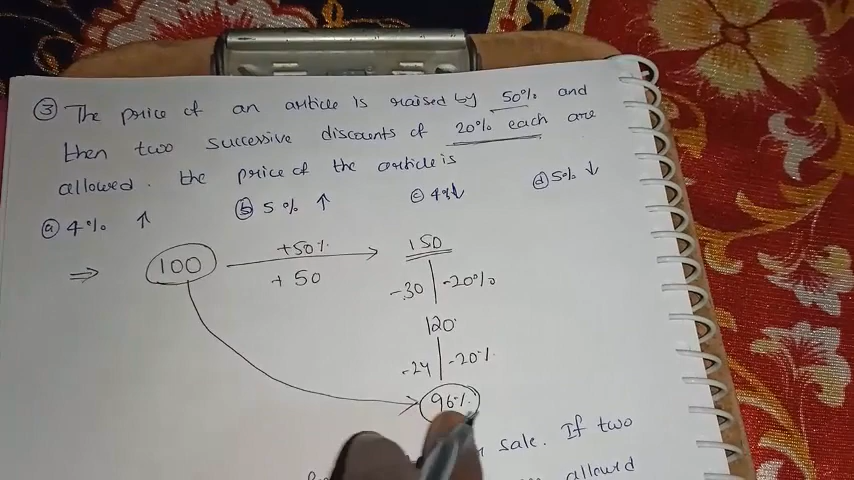 ③ The price of an article is raised by 50% and
then two successive discounts of 20% each are
allowed. The price of the article is
ⓐ 4% ↑ ⓑ 5% ↑ ⓒ 4%↓ ⓓ 5% ↓
⇒ 100 +50% 150
+ 50
-30 -20%
120
-24 -20%
96%
sale. If two
allowed